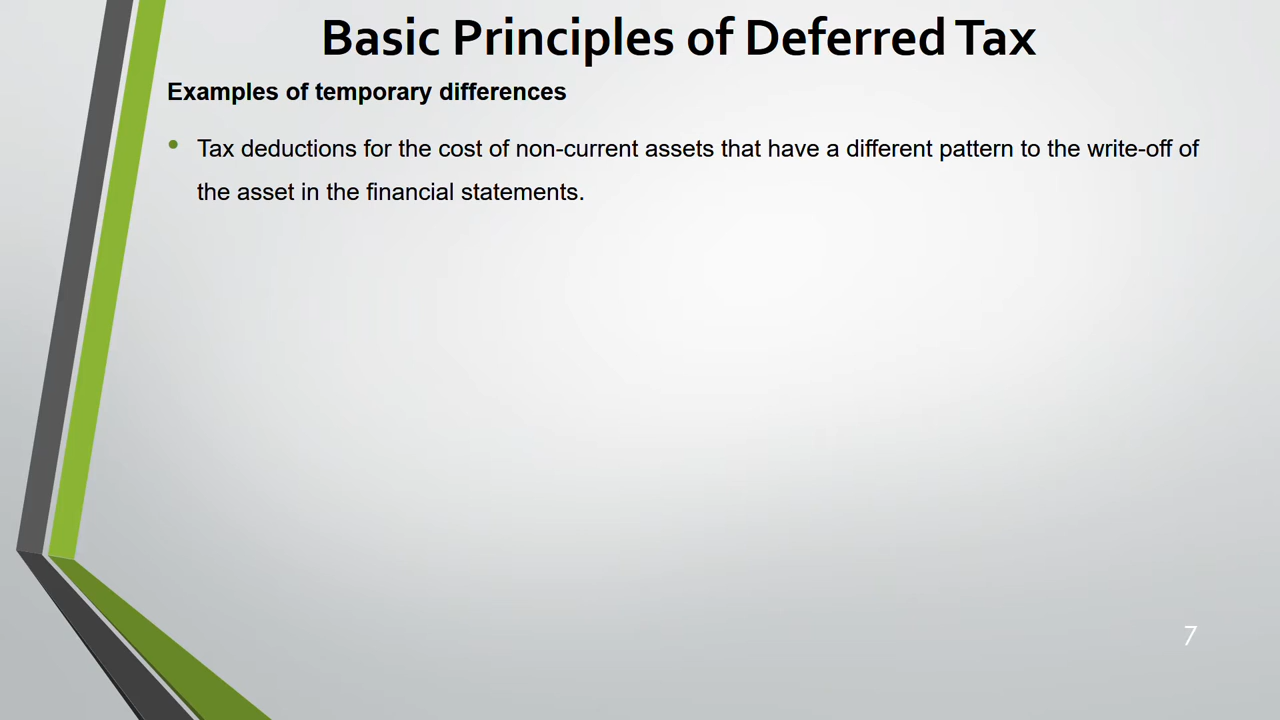 Basic Principles of Deferred Tax
Examples of temporary differences
• Tax deductions for the cost of non-current assets that have a different pattern to the write-off of
the asset in the financial statements.
7